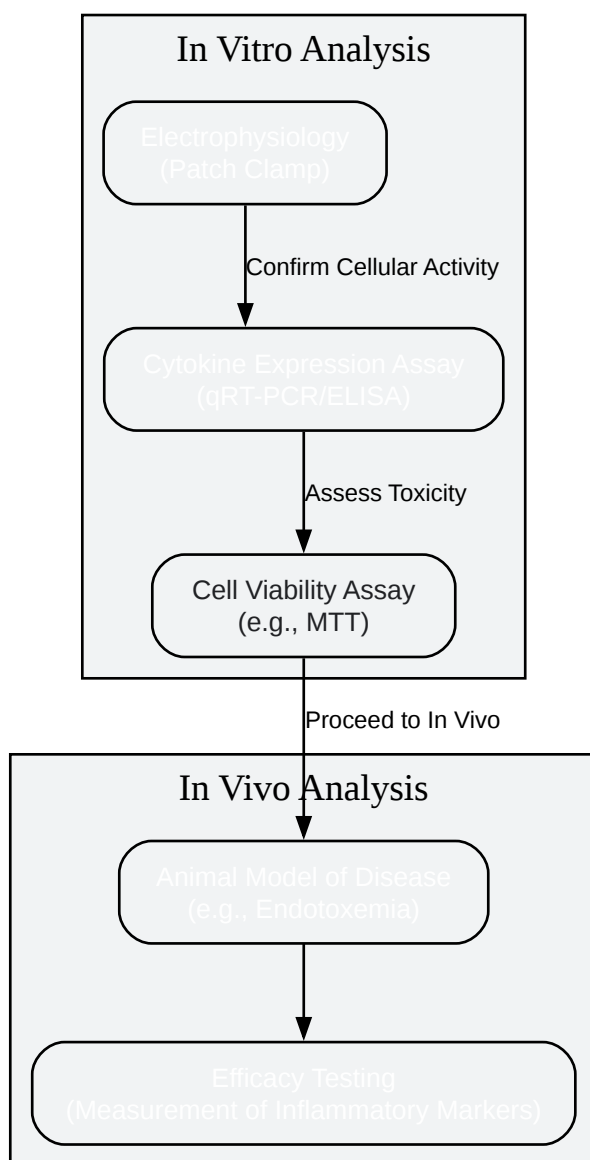 In Vitro Analysis
Electrophysiology
(Patch Clamp)
Confirm Cellular Activity
Cytokine Expression Assay
(qRT-PCR/ELISA)
Assess Toxicity
Cell Viability Assay
(e.g., MTT)
Proceed to In Vivo
In Vivo Analysis
Animal Model of Disease
(e.g., Endotoxemia)
Efficacy Testing
(Measurement of Inflammatory Markers)